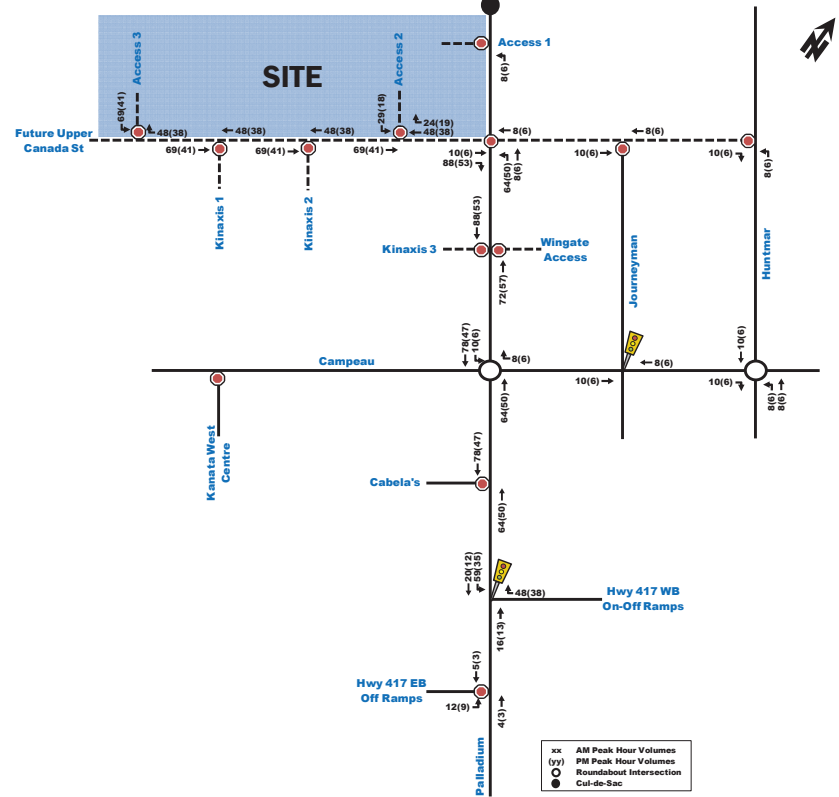 N
Access 1
8(6)
Access 3
Access 2
SITE
69(41)
48(38)
29(18)
24(19)
48(38)
Future Upper
Canada St
48(38)
48(38)
8(6)
8(6)
69(41)
69(41)
69(41)
10(6)
88(53)
64(50)
8(6)
10(6)
10(6)
8(6)
Kinaxis 1
Kinaxis 2
88(53)
Kinaxis 3
Wingate
Access
72(57)
Journeyman
Huntmar
78(47)
10(6)
8(6)
Campeau
8(6)
10(6)
10(6)
64(50)
10(6)
8(6)
8(6)
Kanata West
Centre
78(47)
Cabela's
64(50)
20(12)
59(35)
48(38)
Hwy 417 WB
On-Off Ramps
16(13)
5(3)
Hwy 417 EB
Off Ramps
12(9)
4(3)
Palladium
xx AM Peak Hour Volumes
(yy) PM Peak Hour Volumes
Roundabout Intersection
Cul-de-Sac